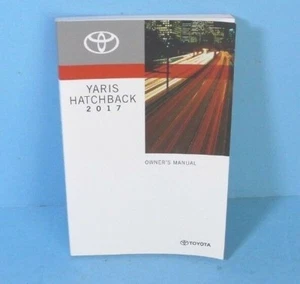 YARIS
HATCHBACK
2017
OWNER'S MANUAL
TOYOTA